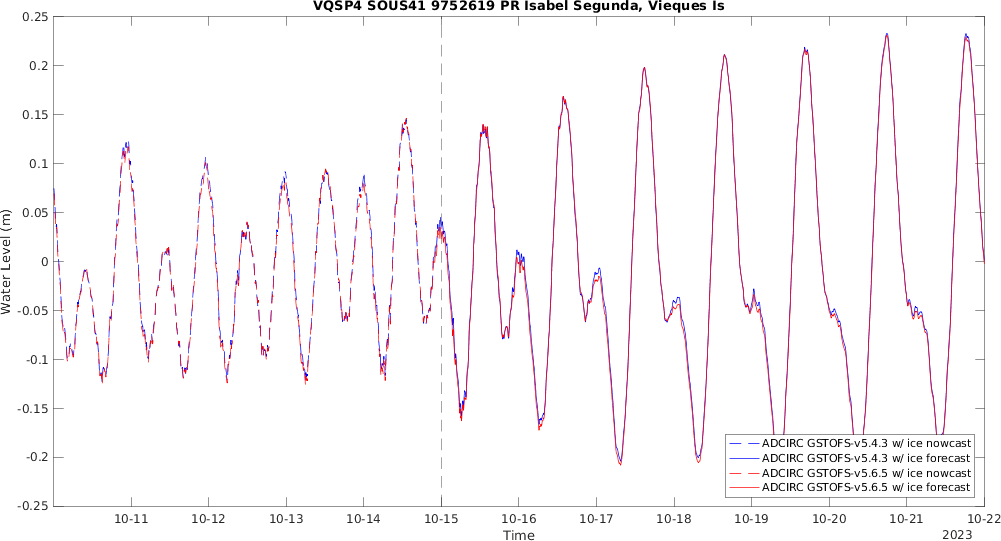 VQSP4 SOUS41 9752619 PR Isabel Segunda, Vieques Is
0.25
0.2
0.15
0.1
0.05
0
-0.05
-0.1
-0.15
-0.2
-0.25
Water Level (m)
ADCIRC GSTOFS-v5.4.3 w/ ice nowcast
ADCIRC GSTOFS-v5.4.3 w/ ice forecast
ADCIRC GSTOFS-v5.6.5 w/ ice nowcast
ADCIRC GSTOFS-v5.6.5 w/ ice forecast
10-11 10-12 10-13 10-14 10-15 10-16 10-17 10-18 10-19 10-20 10-21 10-22
Time
2023